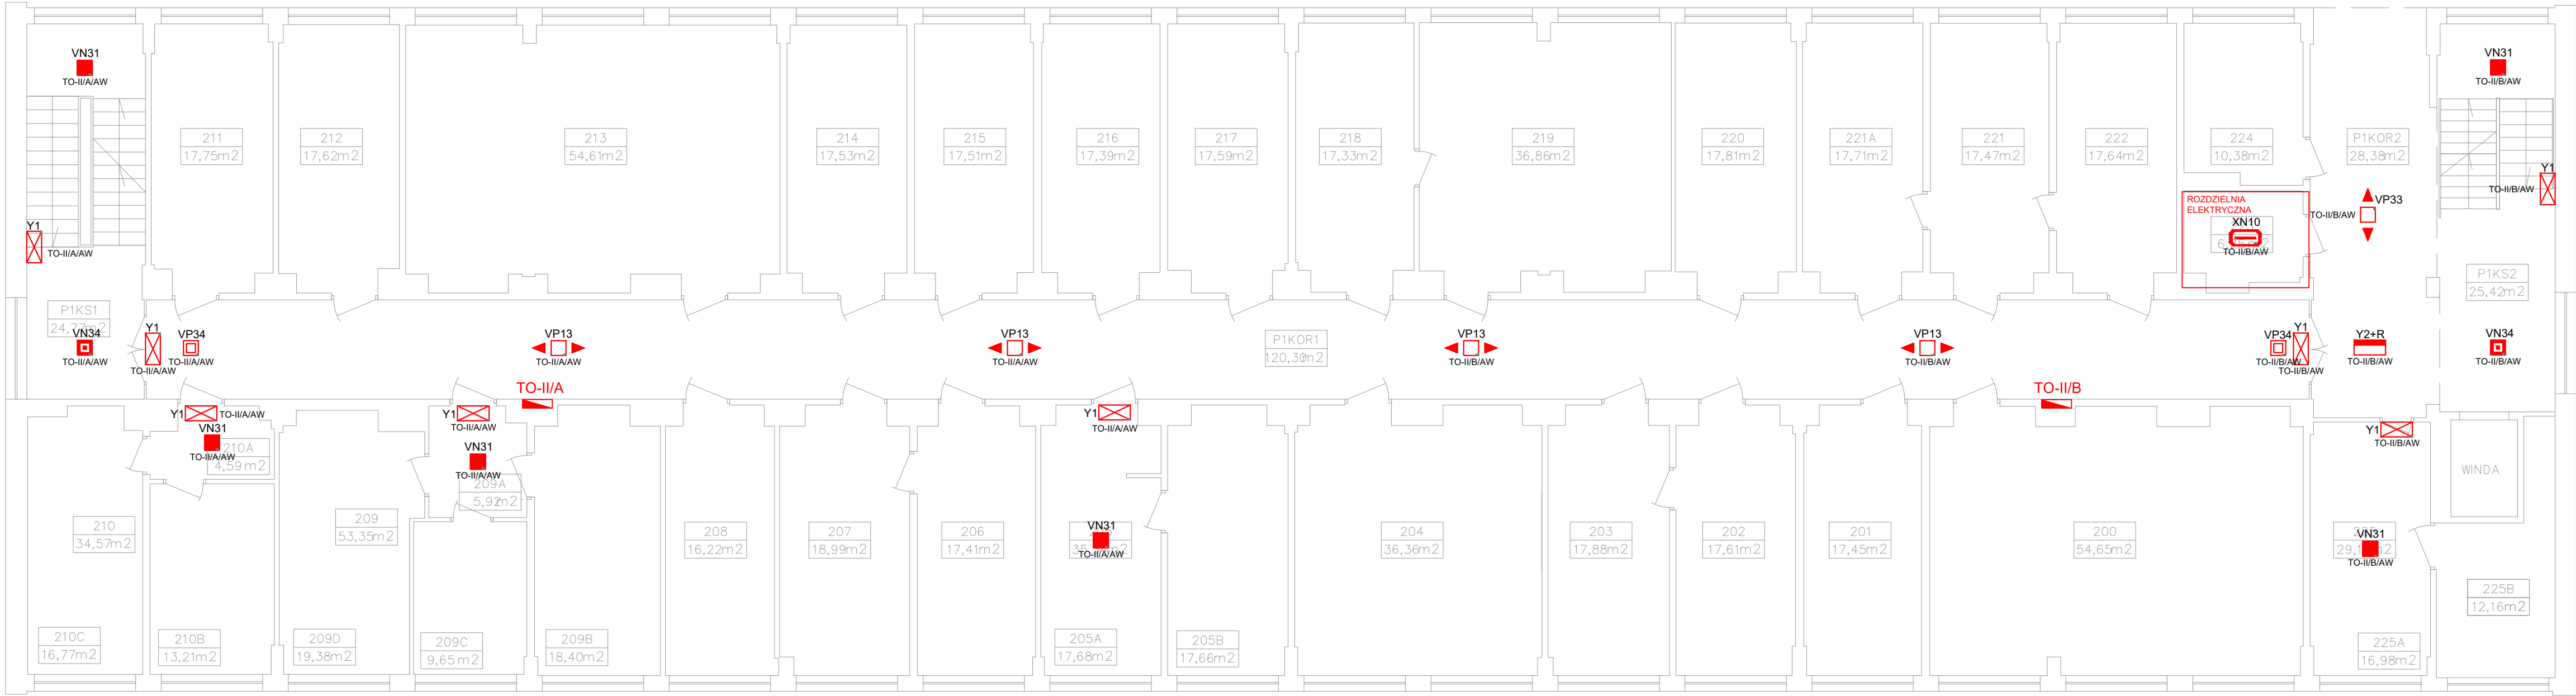 VN31
TO-II/A/AW
VN31
TO-II/B/AW
211
17,75m2
212
17,62m2
213
54,61m2
214
17,53m2
215
17,51m2
216
17,39m2
217
17,59m2
218
17,33m2
219
36,86m2
220
17,81m2
221A
17,71m2
221
17,47m2
222
17,64m2
224
10,38m2
P1KOR2
28,38m2
Y1
TO-II/B/AW
ROZDZIELNIA
ELEKTRYCZNA
XN10
TO-II/B/AW
VP33
TO-II/B/AW
Y1
TO-II/A/AW
P1KS1
24,77m2
VN34
TO-II/A/AW
Y1
TO-II/A/AW
VP34
TO-II/A/AW
VP13
TO-II/A/AW
VP13
TO-II/A/AW
P1KOR1
120,30m2
VP13
TO-II/B/AW
VP13
TO-II/B/AW
VP34
TO-II/B/AW
Y1
TO-II/B/AW
Y2+R
TO-II/B/AW
P1KS2
25,42m2
VN34
TO-II/B/AW
TO-II/A
TO-II/B
Y1
TO-II/A/AW
VN31
TO-II/A/AW
210A
4,59m2
Y1
TO-II/A/AW
VN31
TO-II/A/AW
209A
5,92m2
Y1
TO-II/A/AW
Y1
TO-II/B/AW
WINDA
210
34,57m2
209
53,35m2
208
16,22m2
207
18,99m2
206
17,41m2
VN31
TO-II/A/AW
204
36,36m2
203
17,88m2
202
17,61m2
201
17,45m2
200
54,65m2
VN31
TO-II/B/AW
225B
12,16m2
210C
16,77m2
210B
13,21m2
209D
19,38m2
209C
9,65m2
209B
18,40m2
205A
17,68m2
205B
17,66m2
225A
16,98m2